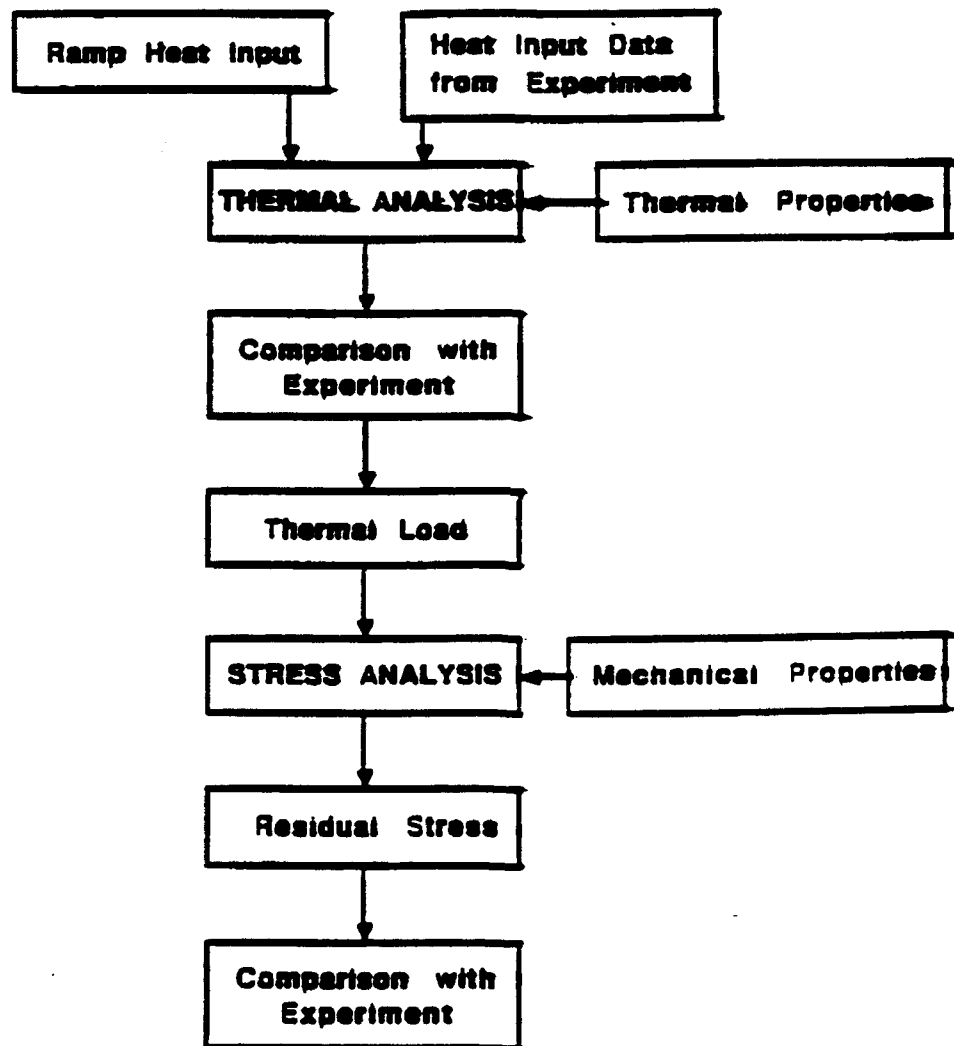 Ramp Heat Input
Heat Input Data
from Experiment
THERMAL ANALYSIS
Thermal Properties
Comparison with
Experiment
Thermal Load
STRESS ANALYSIS
Mechanical Properties
Residual Stress
Comparison with
Experiment